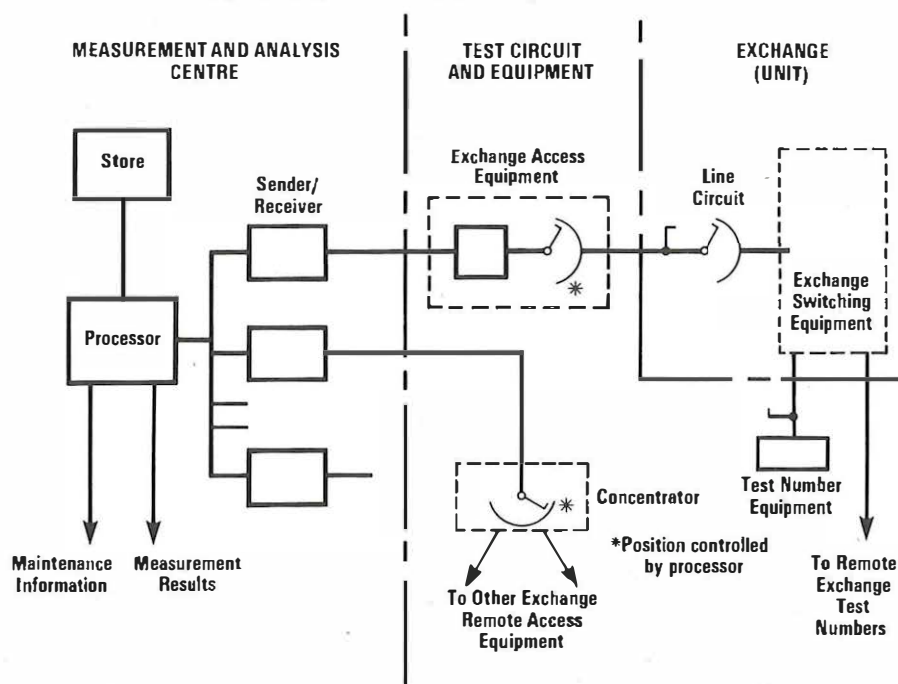 MEASUREMENT AND ANALYSIS
CENTRE
TEST CIRCUIT
AND EQUIPMENT
EXCHANGE
(UNIT)
Store
Sender/
Receiver
Exchange Access
Equipment
Line
Circuit
*
Processor
Exchange
Switching
Equipment
*
Concentrator
Test Number
Equipment
*Position controlled
by processor
Maintenance
Information
Measurement
Results
To Other Exchange
Remote Access
Equipment
To Remote
Exchange
Test
Numbers